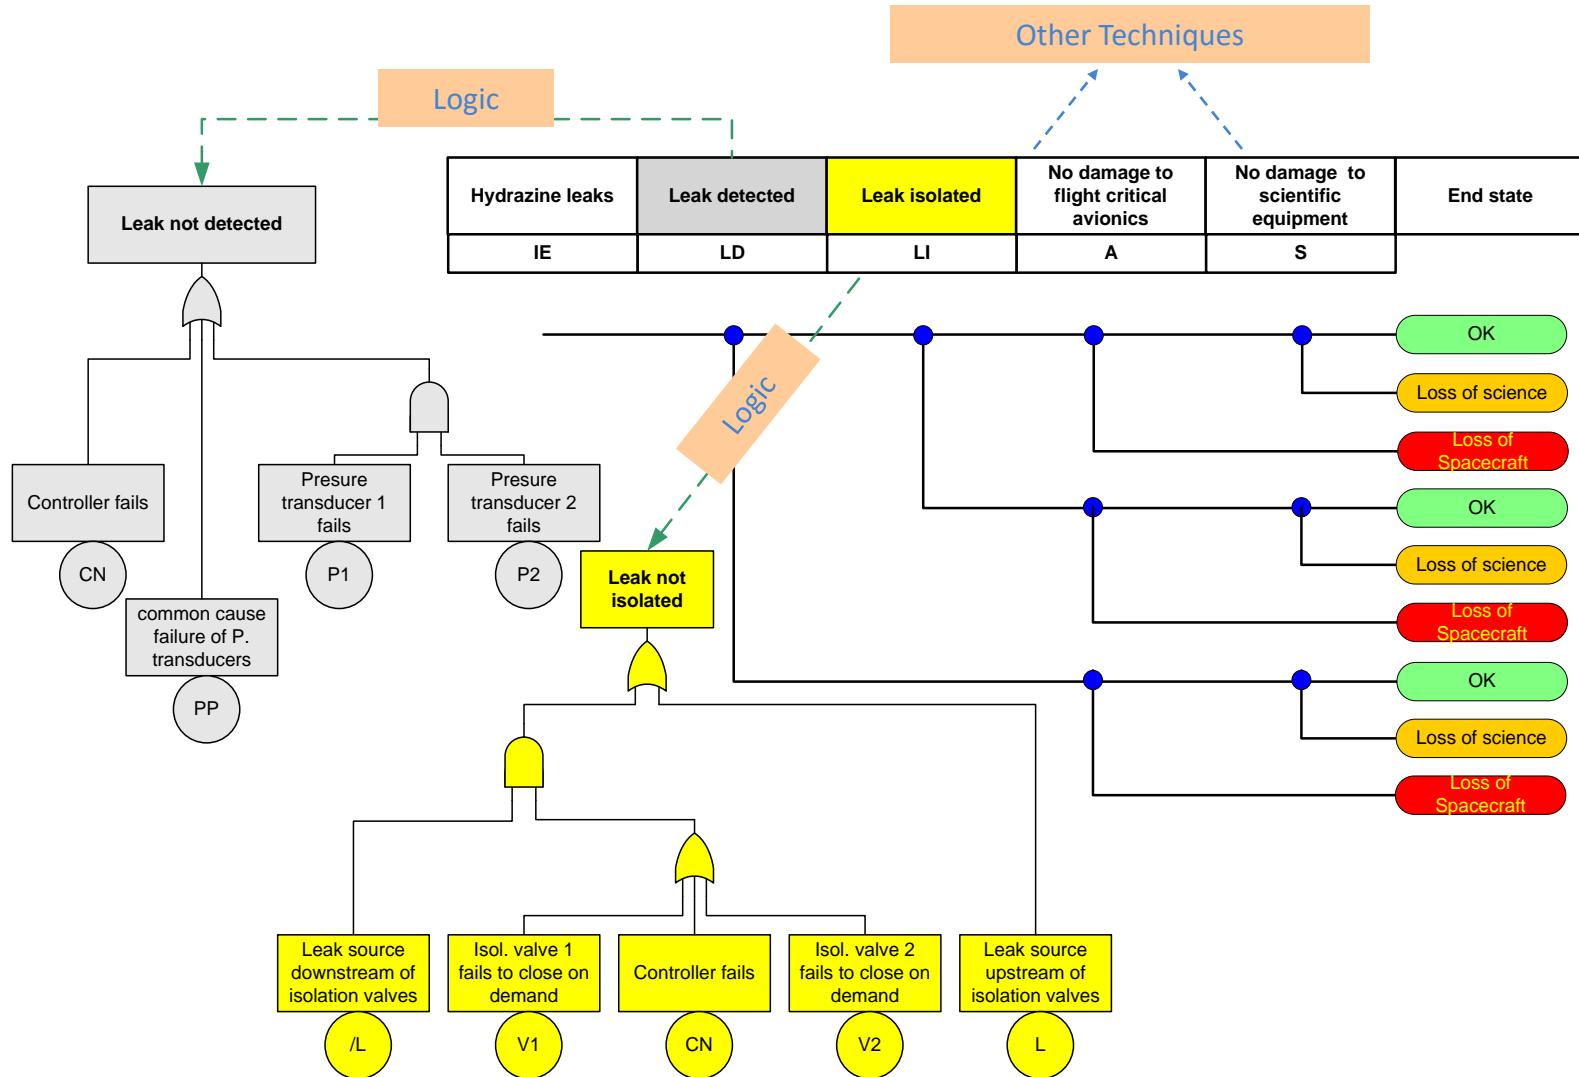 Other Techniques
Logic
Hydrazine leaks
Leak detected
Leak isolated
No damage to
flight critical
avionics
No damage to
scientific
equipment
End state
IE
LD
LI
A
S
Leak not detected
OK
Loss of science
Loss of
Spacecraft
OK
Loss of science
Loss of
Spacecraft
OK
Loss of science
Loss of
Spacecraft
Logic
Controller fails
CN
Presure
transducer 1
fails
P1
Presure
transducer 2
fails
P2
common cause
failure of P.
transducers
PP
Leak not
isolated
Leak source
downstream of
isolation valves
/L
Isol. valve 1
fails to close on
demand
V1
Controller fails
CN
Isol. valve 2
fails to close on
demand
V2
Leak source
upstream of
isolation valves
L